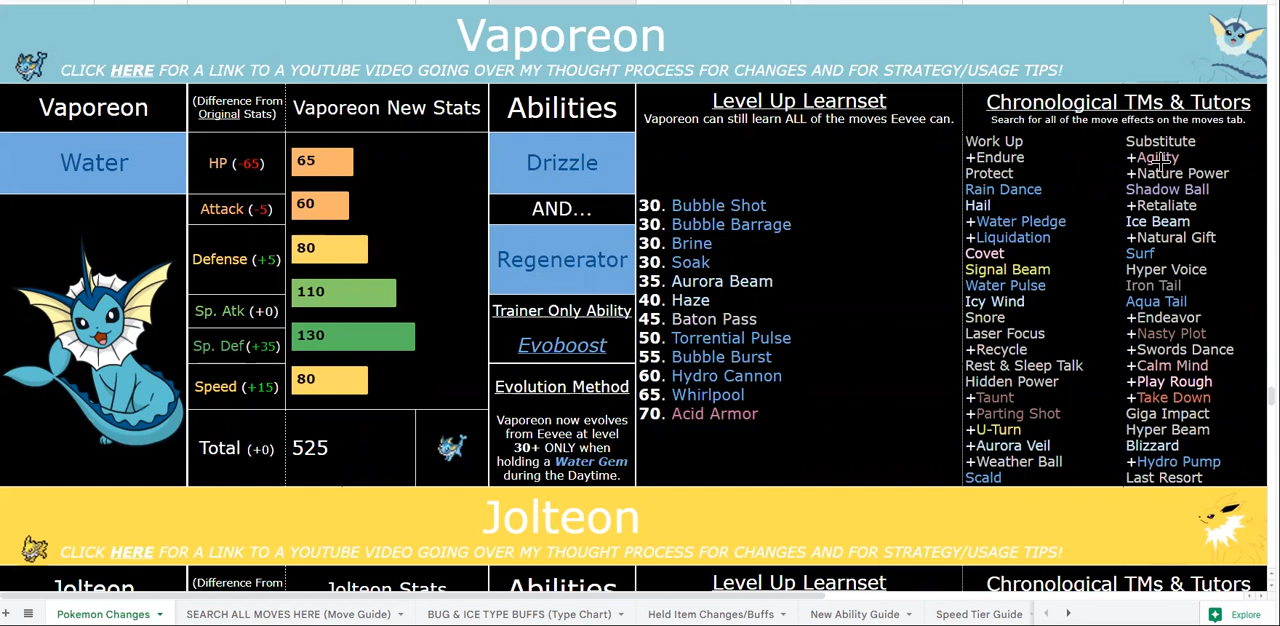 Vaporeon
CLICK HERE FOR A LINK TO A YOUTUBE VIDEO GOING OVER MY THOUGHT PROCESS FOR CHANGES AND FOR STRATEGY/USAGE TIPS!
Vaporeon
Water
(Difference From
Original Stats)
HP (-65)
Attack (-5)
Defense (+5)
Sp. Atk (+0)
Sp. Def (+35)
Speed (+15)
Total (+0)
Vaporeon New Stats
65
60
80
110
130
80
525
Abilities
Drizzle
AND...
Regenerator
Trainer Only Ability
Evoboost
Evolution Method
Vaporeon now evolves
from Eevee at level
30+ ONLY when
holding a Water Gem
during the Daytime.
Level Up Learnset
Vaporeon can still learn ALL of the moves Eevee can.
30. Bubble Shot
30. Bubble Barrage
30. Brine
30. Soak
35. Aurora Beam
40. Haze
45. Baton Pass
50. Torrential Pulse
55. Bubble Burst
60. Hydro Cannon
65. Whirlpool
70. Acid Armor
Chronological TMs & Tutors
Search for all of the move effects on the moves tab.
Work Up
+Endure
Protect
Rain Dance
Hail
+Water Pledge
+Liquidation
Covet
Signal Beam
Water Pulse
Icy Wind
Snore
Laser Focus
+Recycle
Rest & Sleep Talk
Hidden Power
+Taunt
+Parting Shot
+U-Turn
+Aurora Veil
+Weather Ball
Scald
Substitute
+Agility
+Nature Power
Shadow Ball
+Retaliate
Ice Beam
+Natural Gift
Surf
Hyper Voice
Iron Tail
Aqua Tail
+Endeavor
+Nasty Plot
+Swords Dance
+Calm Mind
+Play Rough
+Take Down
Giga Impact
Hyper Beam
Blizzard
+Hydro Pump
Last Resort
Jolteon
CLICK HERE FOR A LINK TO A YOUTUBE VIDEO GOING OVER MY THOUGHT PROCESS FOR CHANGES AND FOR STRATEGY/USAGE TIPS!
Jolteon
(Difference From
Jolteon Stats
Abilities
Level Up Learnset
Chronological TMs & Tutors
Pokemon Changes
SEARCH ALL MOVES HERE (Move Guide)
BUG & ICE TYPE BUFFS (Type Chart)
Held Item Changes/Buffs
New Ability Guide
Speed Tier Guide
Explore